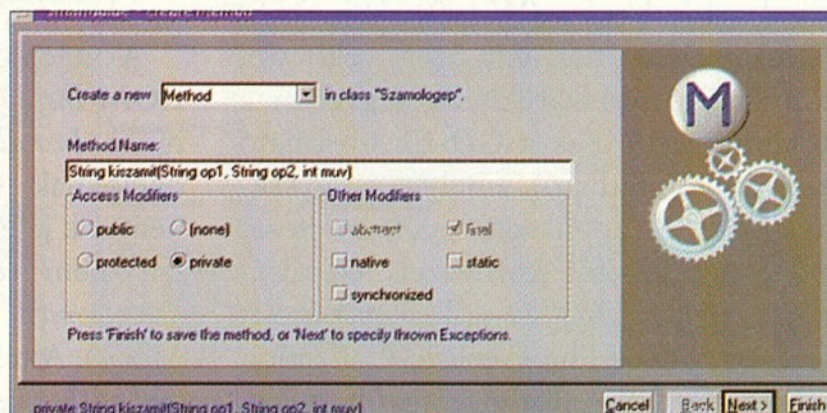 Create a new Method in class "Szamologep".
M
Method Name:
String kiszamit(String op1, String op2, int muv)
Access Modifiers Other Modifiers
public (none) abstract final
protected private native static
synchronized
Press 'Finish' to save the method, or 'Next' to specify thrown Exceptions.
private String kiszamit(String op1, String op2, int muv) Cancel Back Next > Finish